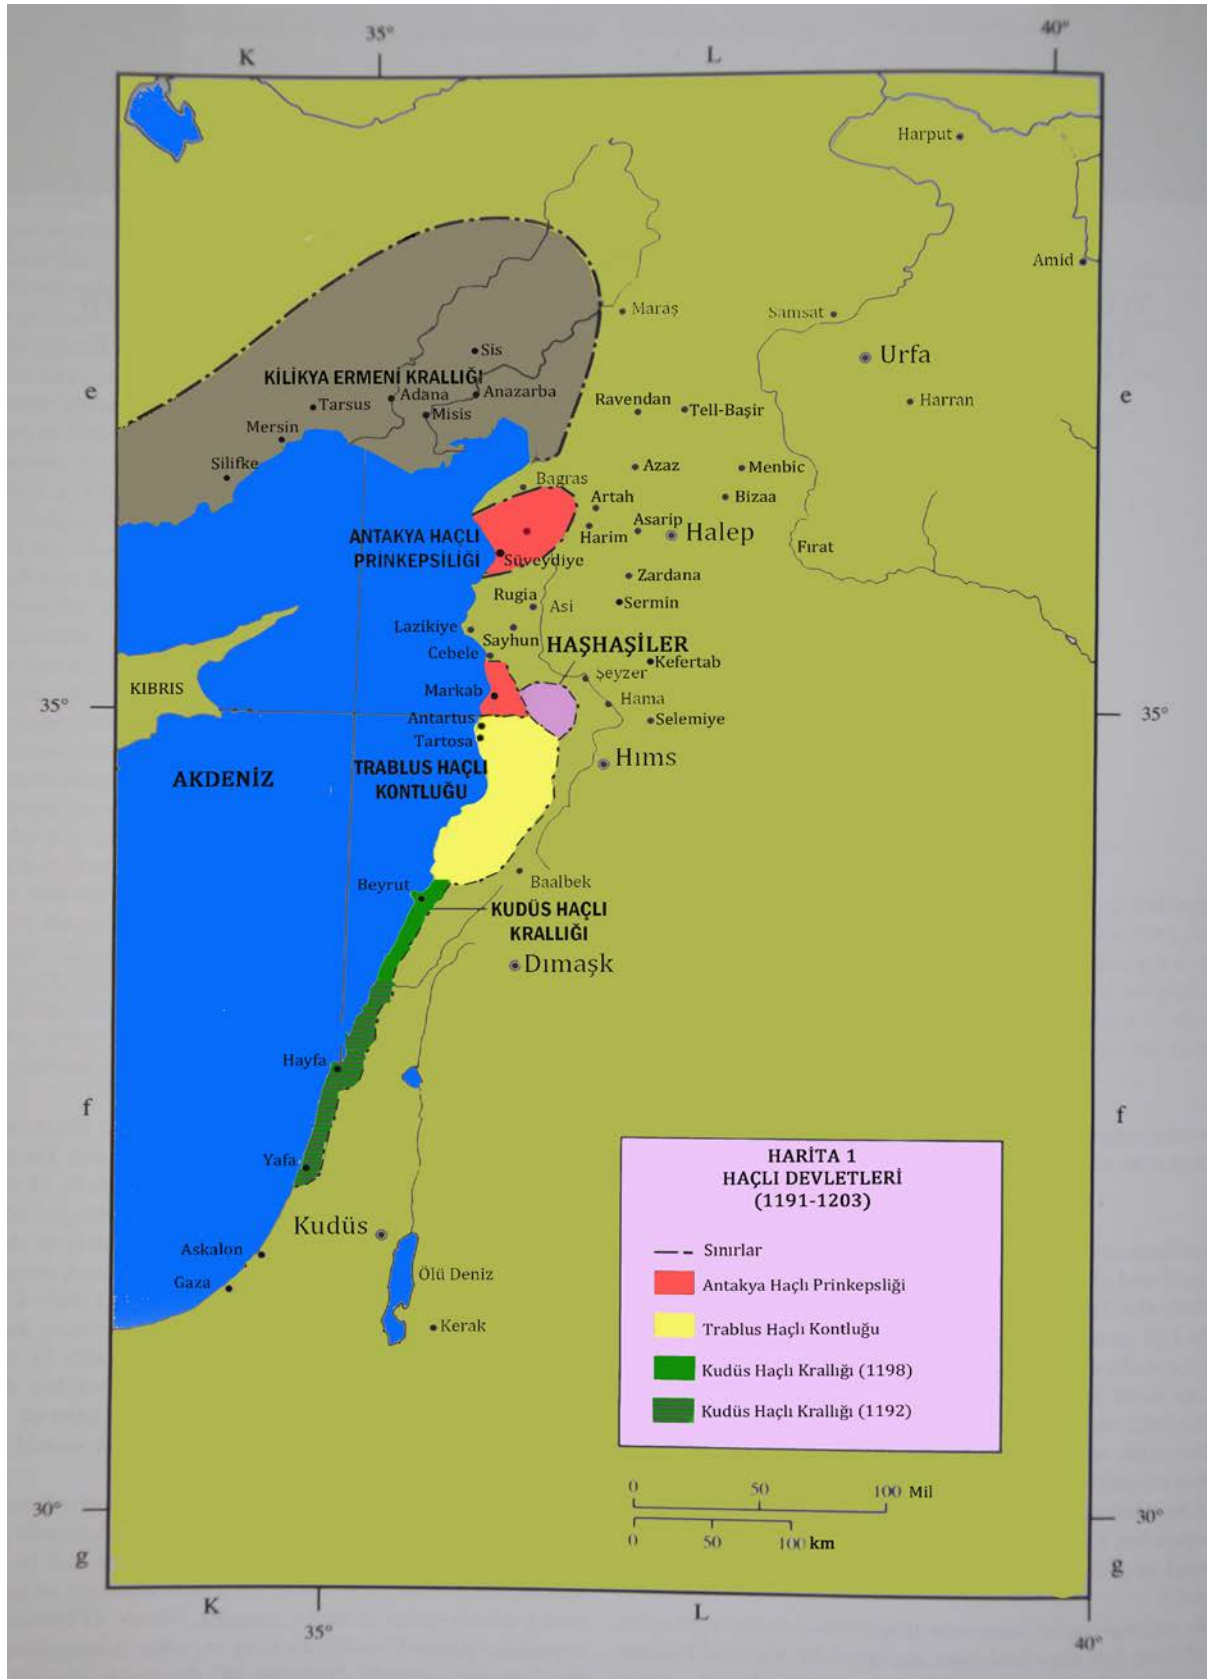 35°
40°
K
L
Harput
Amid
Maraş
Samsat
Urfa
Sis
KİLİKYA ERMENİ KRALLIĞI
e
e
Adana
Anazarba
Tarsus
Misis
Ravendan
Tell-Başir
Harran
Mersin
Silifke
Azaz
Menbic
Bagras
Artah
Bizaa
ANTAKYA HAÇLI
PRINKEPSİLİĞİ
Harim
Asarip
Halep
Fırat
Süveydiye
Zardana
Rugia
Asi
Sermin
Lazikiye
Sayhun
HAŞHAŞİLER
Cebele
Kefertab
Şeyzer
KIBRIS
Markab
Hama
35°
35°
Antartus
Selemiye
Tartosa
Hıms
AKDENİZ
TRABLUS HAÇLI
KONTLUĞU
Baalbek
Beyrut
KUDÜS HAÇLI
KRALLIĞI
Dımaşk
Hayfa
f
f
Yafa
HARİTA 1
HAÇLI DEVLETLERİ
(1191-1203)
Kudüs
Askalon
Sınırlar
Gaza
Ölü Deniz
Antakya Haçlı Prinkepsliği
Kerak
Trablus Haçlı Kontluğu
Kudüs Haçlı Krallığı (1198)
Kudüs Haçlı Krallığı (1192)
0 50 100 Mil
0 50 100 km
30°
30°
g
g
K
L
35°
40°